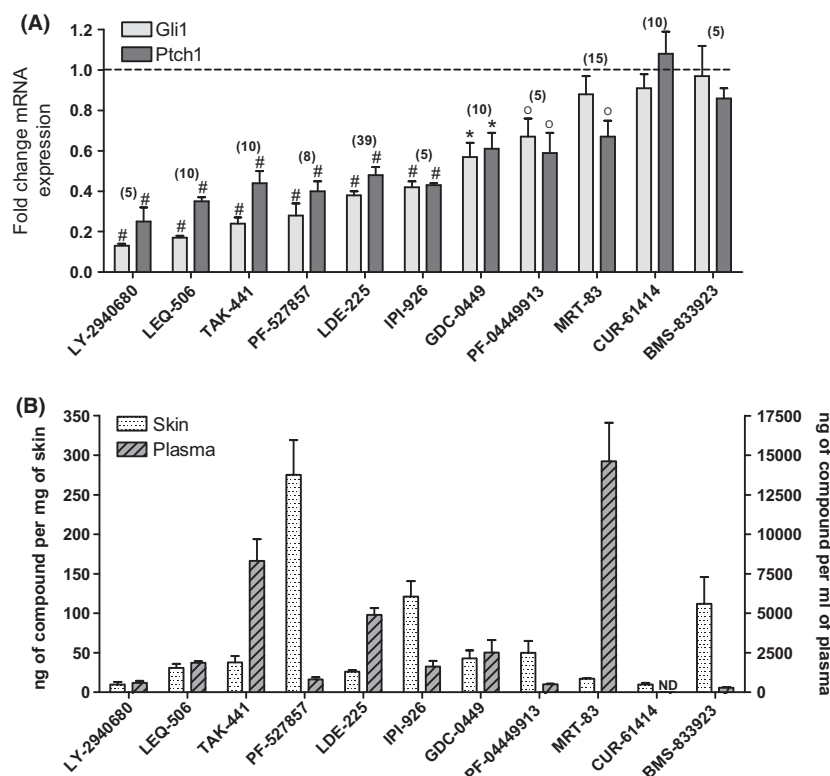 (A)
Gli1
Ptch1
Fold change mRNA
expression
1.2
1.0
0.8
0.6
0.4
0.2
0.0
(5)
(10)
(10)
(8)
(39)
(5)
(10)
(5)
(15)
(10)
(5)
# # # # # # # # # # # # * * o o o
LY-2940680
LEQ-506
TAK-441
PF-527857
LDE-225
IPI-926
GDC-0449
PF-04449913
MRT-83
CUR-61414
BMS-833923
(B)
Skin
Plasma
ng of compound per mg of skin
350
300
250
200
150
100
50
0
ND
17500
15000
12500
10000
7500
5000
2500
0
ng of compound per ml of plasma
LY-2940680
LEQ-506
TAK-441
PF-527857
LDE-225
IPI-926
GDC-0449
PF-04449913
MRT-83
CUR-61414
BMS-833923